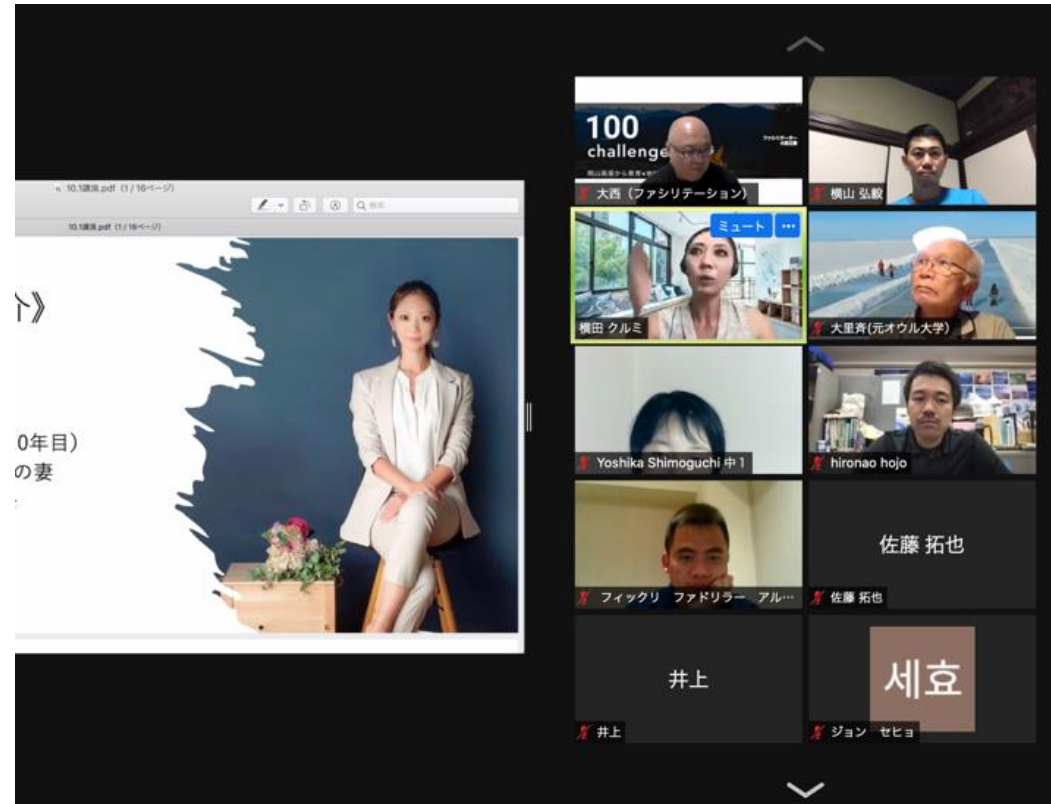 10.1講演.pdf (1 / 16ページ)
10.1講演.pdf (1 / 16ページ)
介》
0年目)
の妻
100
challenge
大西（ファシリテーション）
横山 弘毅
ミュート
横田 クルミ
大里斉(元オウル大学)
Yoshika Shimoguchi 中1
hironao hojo
フィックリ　ファドリラー　アル…
佐藤 拓也
佐藤 拓也
井上
井上
세효
ジョン　セヒョ